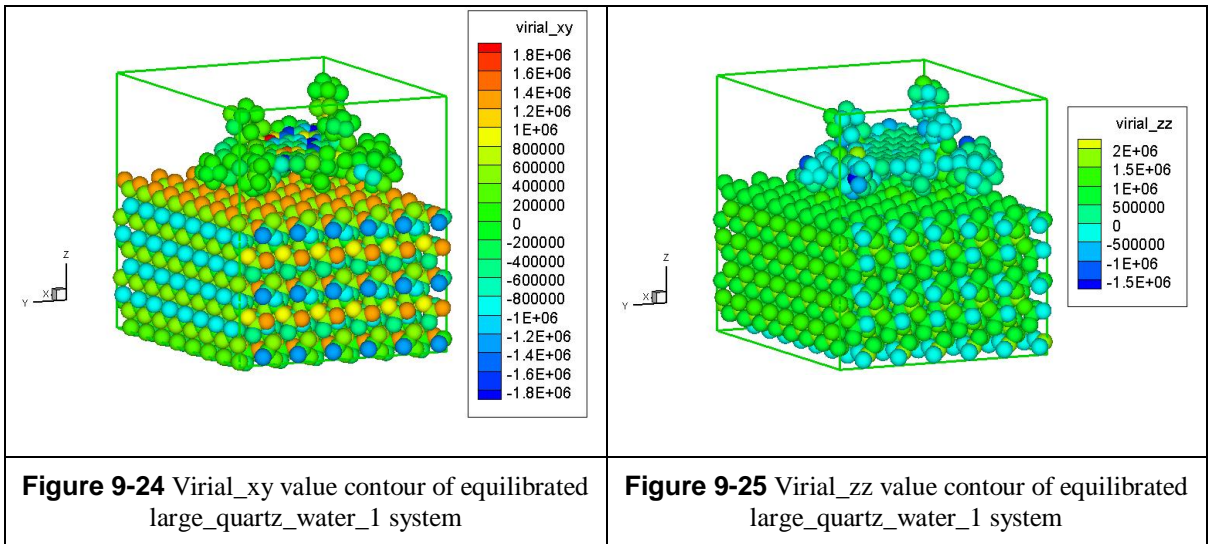 virial_xy
1.8E+06
1.6E+06
1.4E+06
1.2E+06
1E+06
800000
600000
400000
200000
0
-200000
-400000
-600000
-800000
-1E+06
-1.2E+06
-1.4E+06
-1.6E+06
-1.8E+06
Z
X
Y
virial_zz
2E+06
1.5E+06
1E+06
500000
0
-500000
-1E+06
-1.5E+06
Z
X
Y
Figure 9-24 Virial_xy value contour of equilibrated
large_quartz_water_1 system
Figure 9-25 Virial_zz value contour of equilibrated
large_quartz_water_1 system